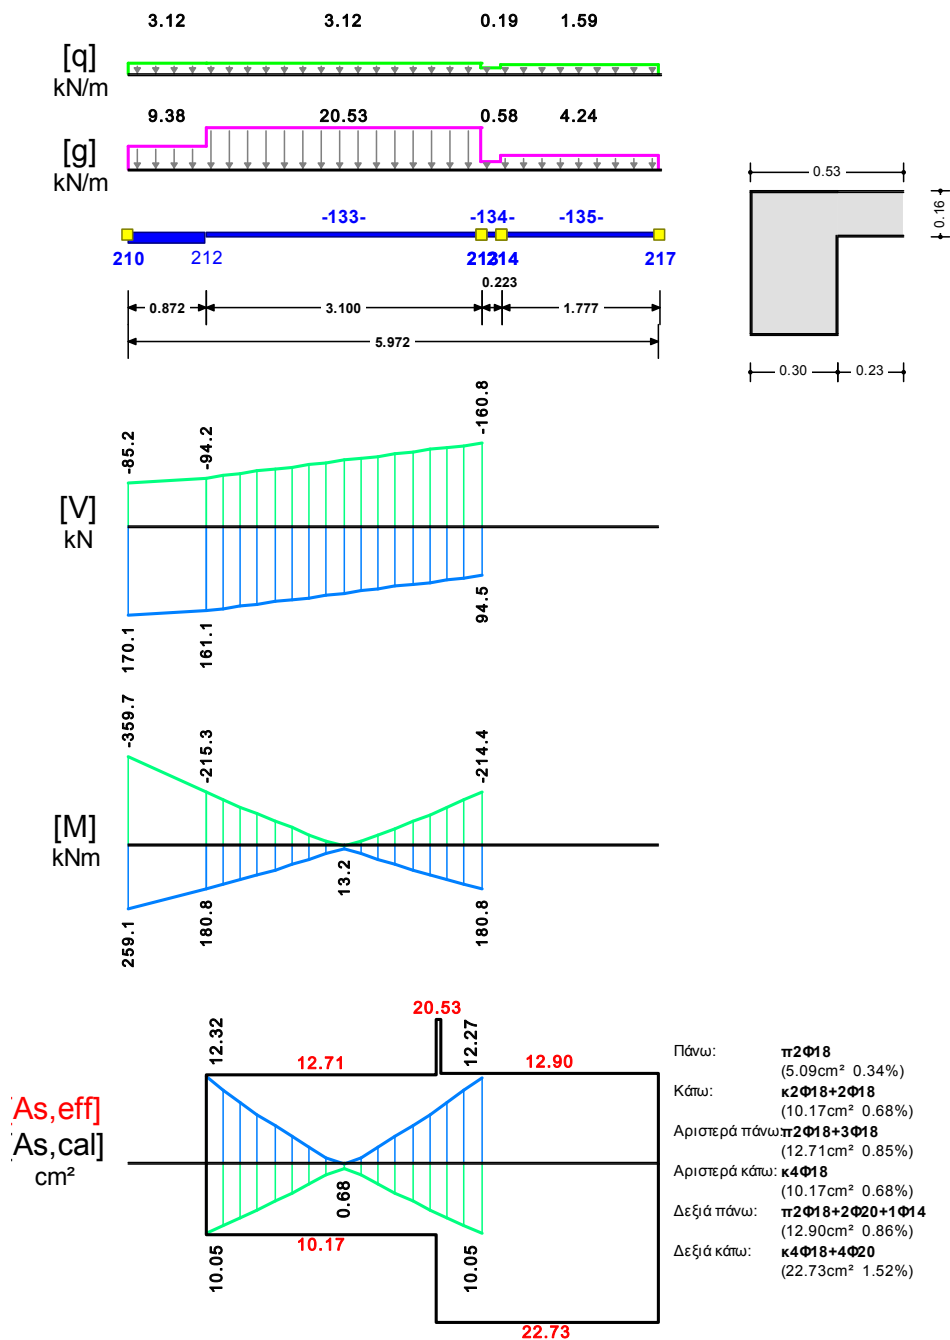 3.12 3.12 0.19 1.59
[q]
kN/m
9.38 20.53 0.58 4.24
[g]
kN/m
-133- -134- -135-
210 212 213 214 217
0.223
0.872 3.100 1.777
5.972
0.53
0.16
0.30 0.23
-85.2 -94.2 -160.8
[V]
kN
170.1 161.1 94.5
-359.7 -215.3 -214.4
[M]
kNm
13.2
259.1 180.8 180.8
20.53
12.32 12.71 12.27 12.90
[As,eff]
[As,cal]
cm²
0.68
10.05 10.17 10.05
22.73
Πάνω: π2Φ18
(5.09cm² 0.34%)
Κάτω: κ2Φ18+2Φ18
(10.17cm² 0.68%)
Αριστερά πάνω: π2Φ18+3Φ18
(12.71cm² 0.85%)
Αριστερά κάτω: κ4Φ18
(10.17cm² 0.68%)
Δεξιά πάνω: π2Φ18+2Φ20+1Φ14
(12.90cm² 0.86%)
Δεξιά κάτω: κ4Φ18+4Φ20
(22.73cm² 1.52%)